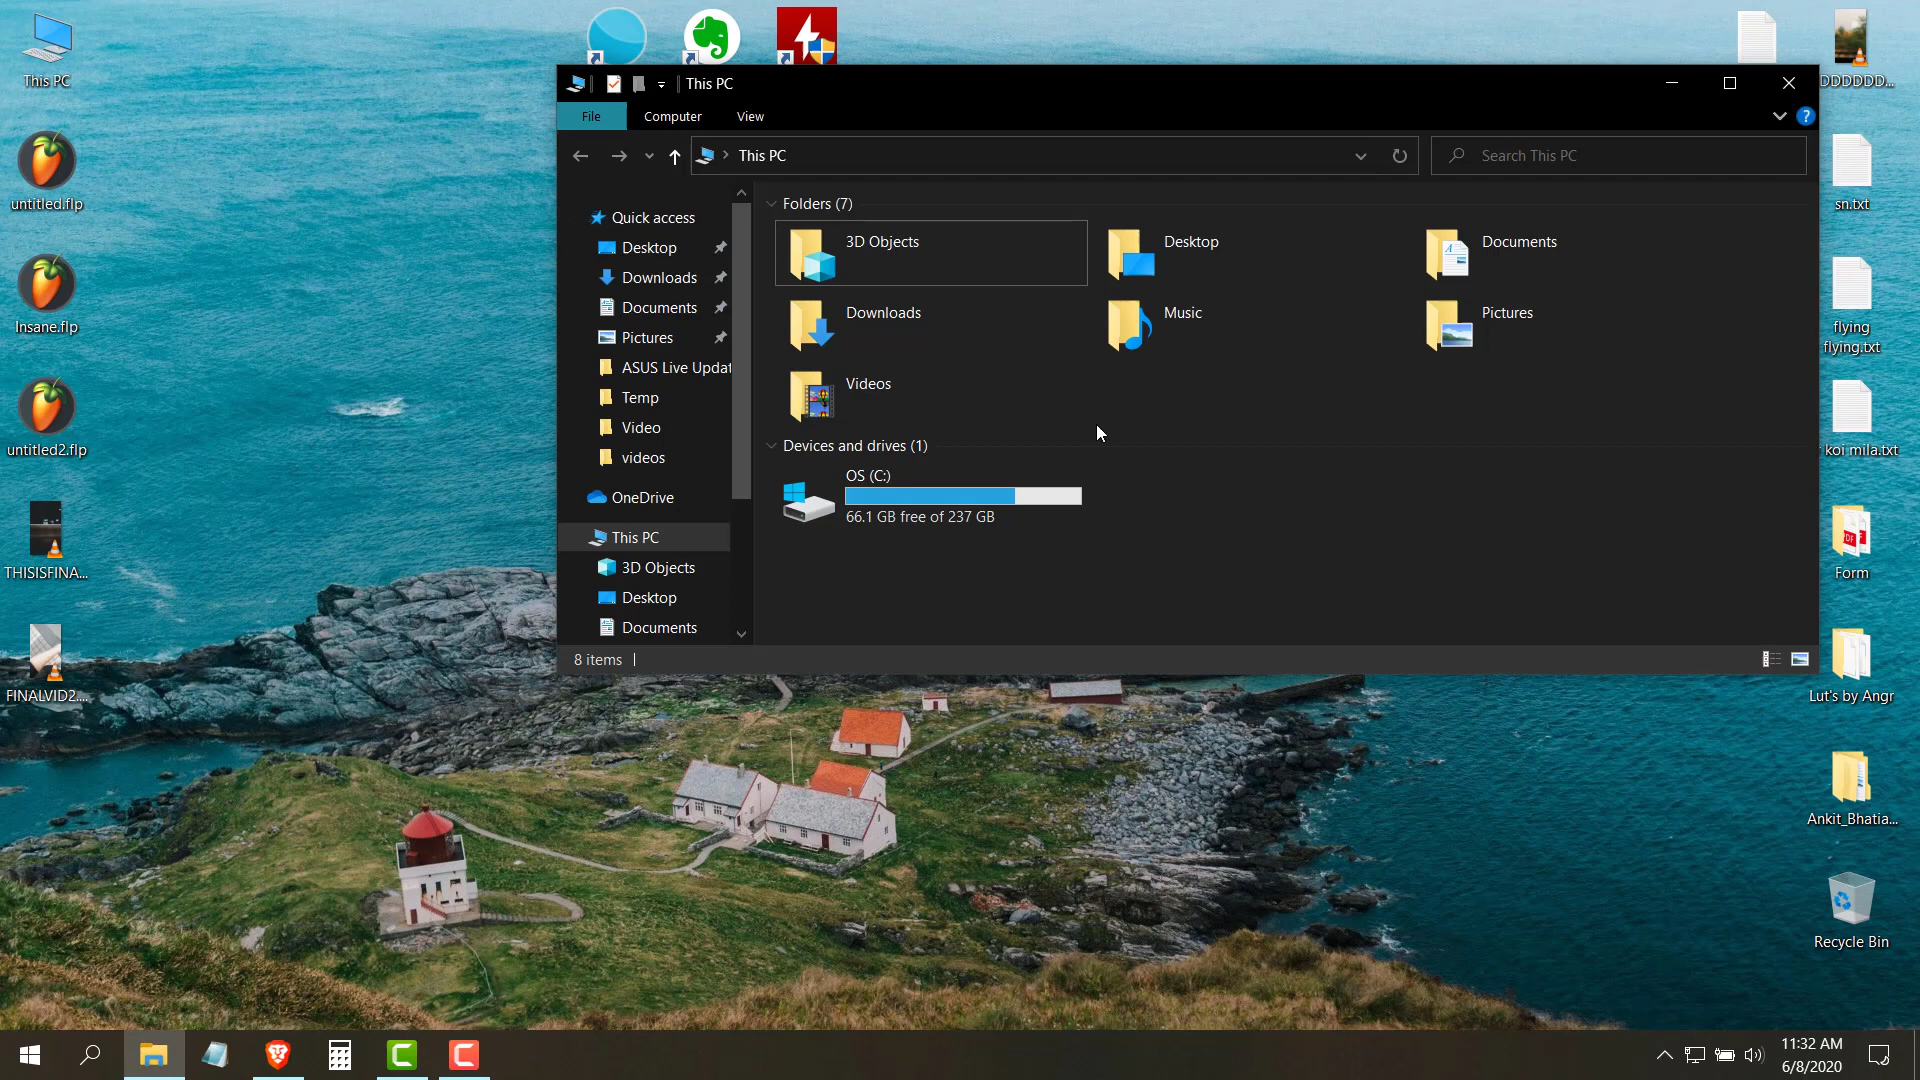 This PC
untitled.flp
Insane.flp
untitled2.flp
THISISFINA...
FINALVID2....
This PC
File
Computer
View
?
This PC
Search This PC
Quick access
Desktop
Downloads
Documents
Pictures
ASUS Live Updat
Temp
Video
videos
OneDrive
This PC
3D Objects
Desktop
Documents
Folders (7)
3D Objects
Desktop
Documents
Downloads
Music
Pictures
Videos
Devices and drives (1)
OS (C:)
66.1 GB free of 237 GB
8 items
DDDDDD...
sn.txt
flying
flying.txt
koi mila.txt
PDF
Form
Lut's by Angr
Ankit_Bhatia...
Recycle Bin
11:32 AM
6/8/2020